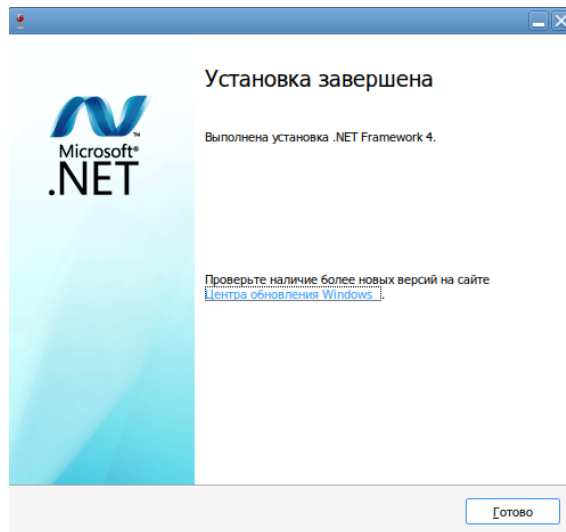 Установка завершена
Выполнена установка .NET Framework 4.
Microsoft®
.NET
Проверьте наличие более новых версий на сайте
Центра обновления Windows .
Готово